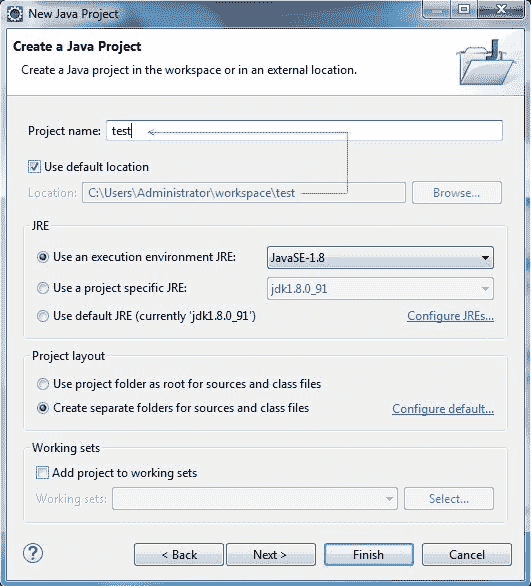 New Java Project
Create a Java Project
Create a Java project in the workspace or in an external location.
Project name: test
Use default location
Location: C:\Users\Administrator\workspace\test Browse...
JRE
Use an execution environment JRE: JavaSE-1.8
Use a project specific JRE: jdk1.8.0_91
Use default JRE (currently 'jdk1.8.0_91') Configure JREs...
Project layout
Use project folder as root for sources and class files
Create separate folders for sources and class files Configure default...
Working sets
Add project to working sets
Working sets: Select...
? < Back Next > Finish Cancel